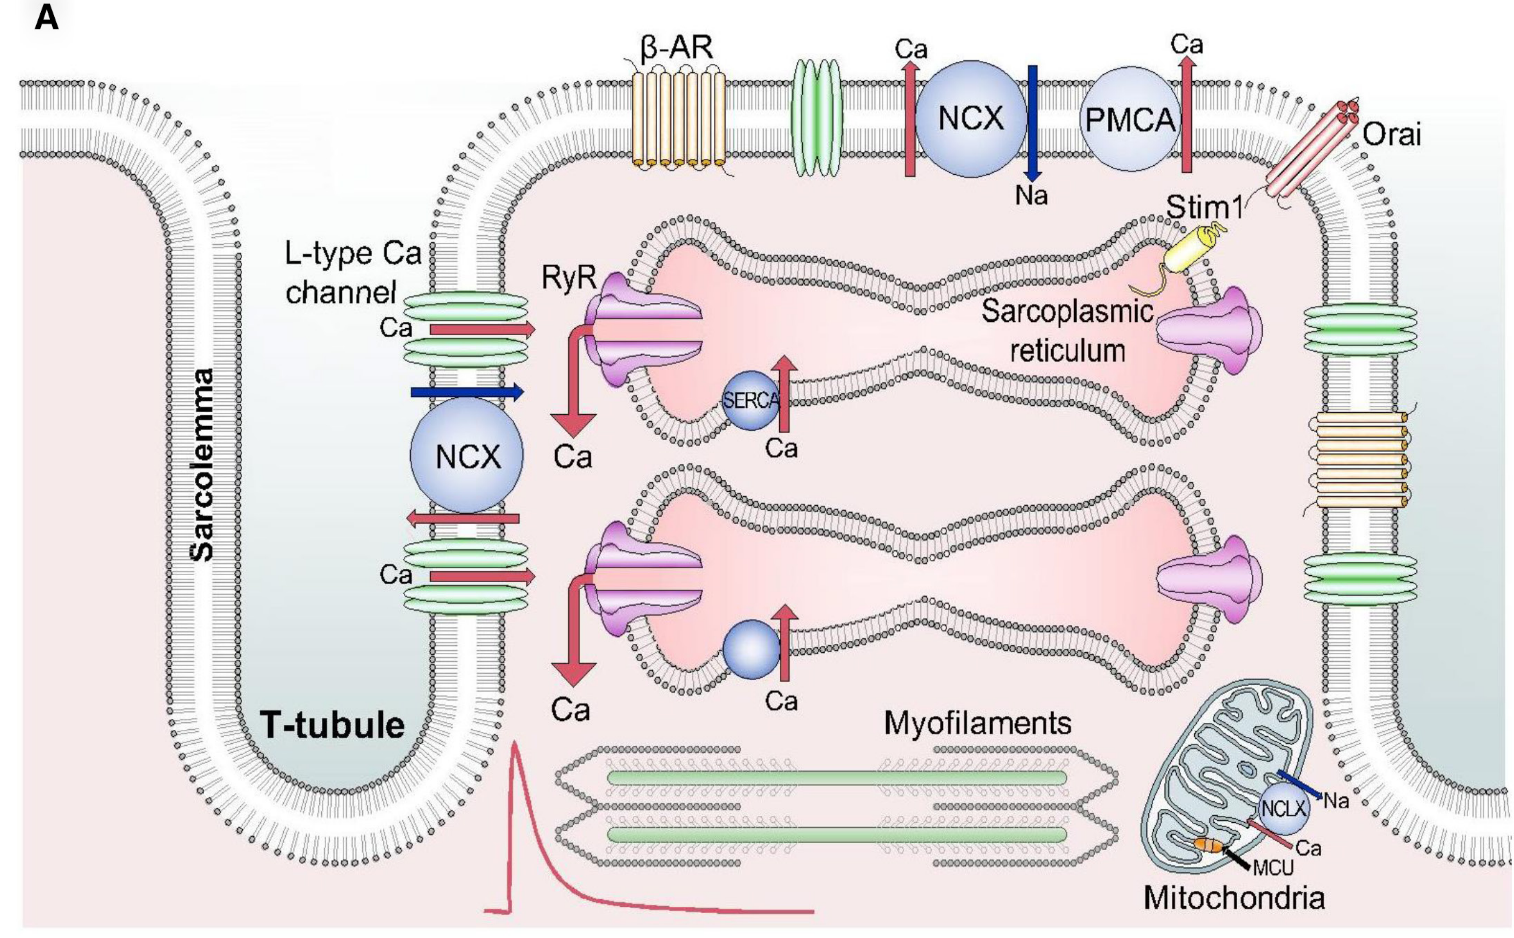 A
β-AR
Ca
NCX
Na
PMCA
Ca
Orai
Stim1
L-type Ca
channel
Ca
RyR
Sarcoplasmic
reticulum
SERCA
Ca
Ca
NCX
Sarcolemma
Ca
Ca
Ca
T-tubule
Myofilaments
NCLX
Na
Ca
MCU
Mitochondria